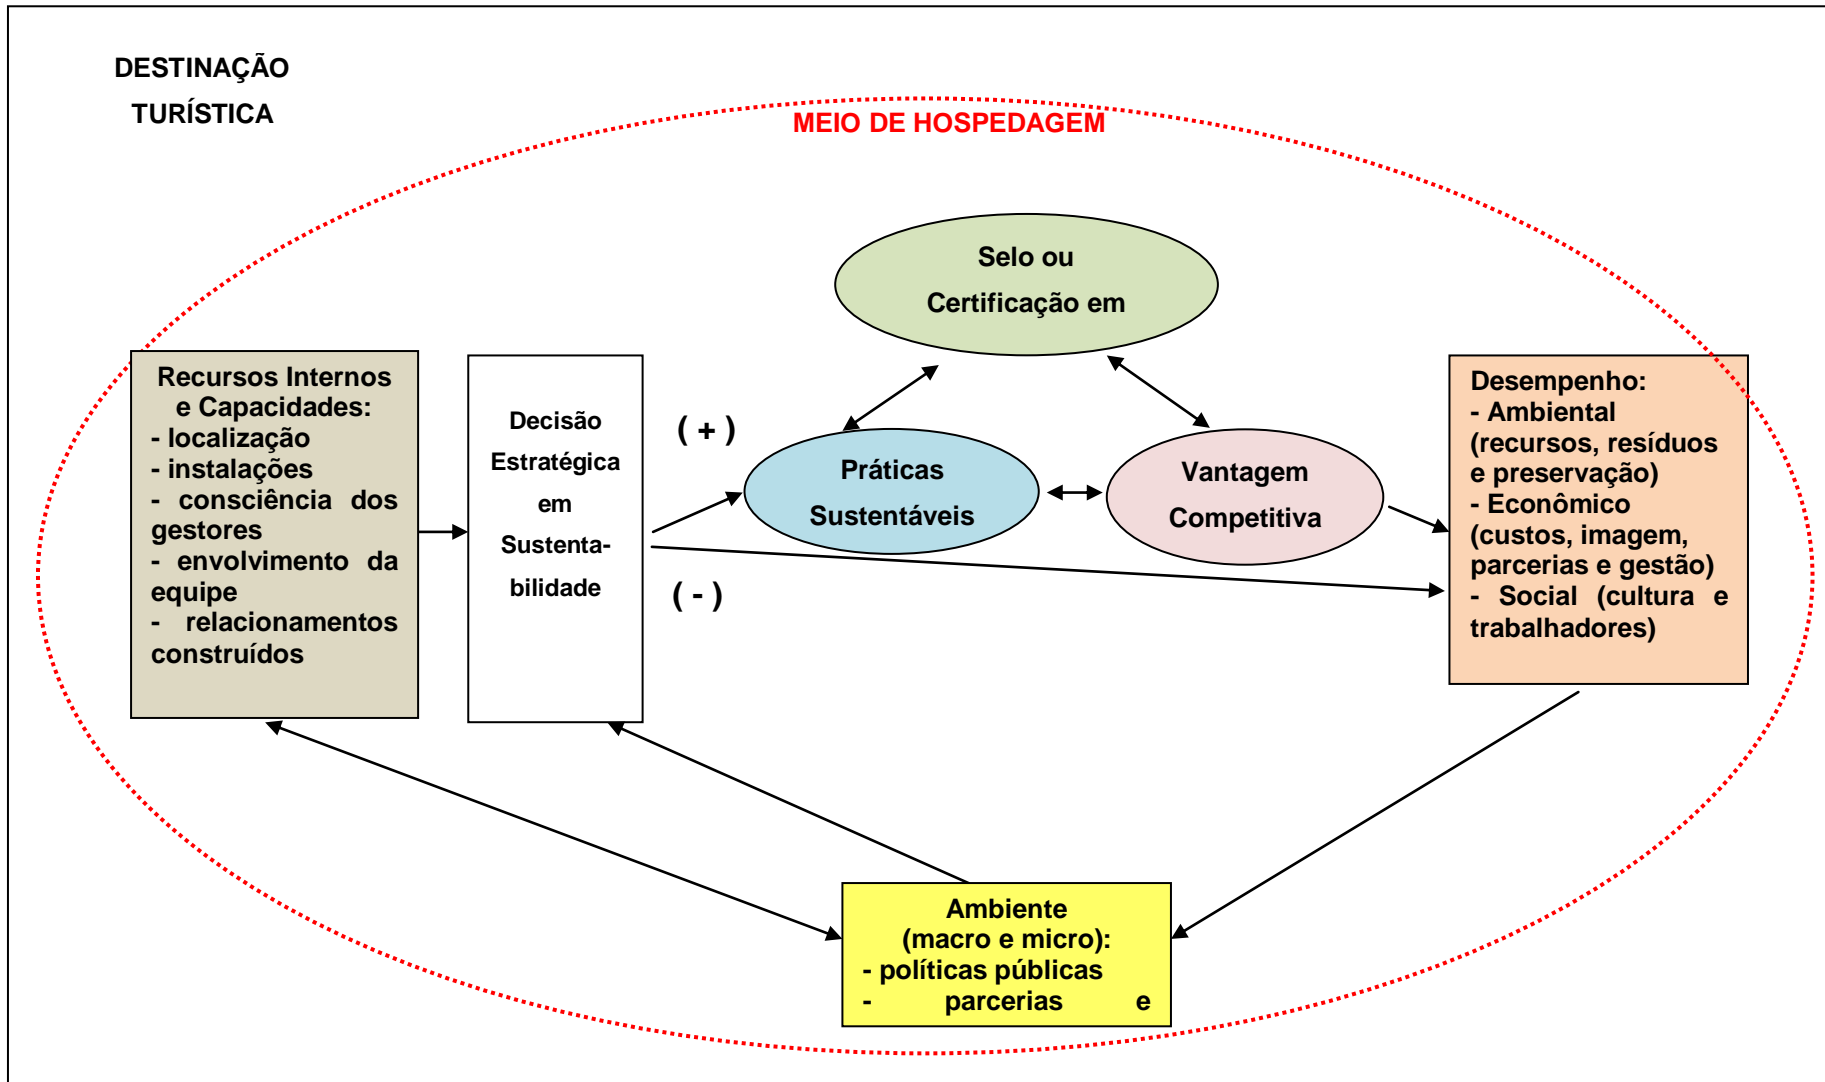 DESTINAÇÃO
TURÍSTICA
MEIO DE HOSPEDAGEM
Selo ou
Certificação em
Recursos Internos
e Capacidades:
- localização
- instalações
- consciência dos
gestores
- envolvimento da
equipe
- relacionamentos
construídos
Decisão
Estratégica
em
Sustenta-
bilidade
( + )
( - )
Práticas
Sustentáveis
Vantagem
Competitiva
Desempenho:
- Ambiental
(recursos, resíduos
e preservação)
- Econômico
(custos, imagem,
parcerias e gestão)
- Social (cultura e
trabalhadores)
Ambiente
(macro e micro):
- políticas públicas
- parcerias e